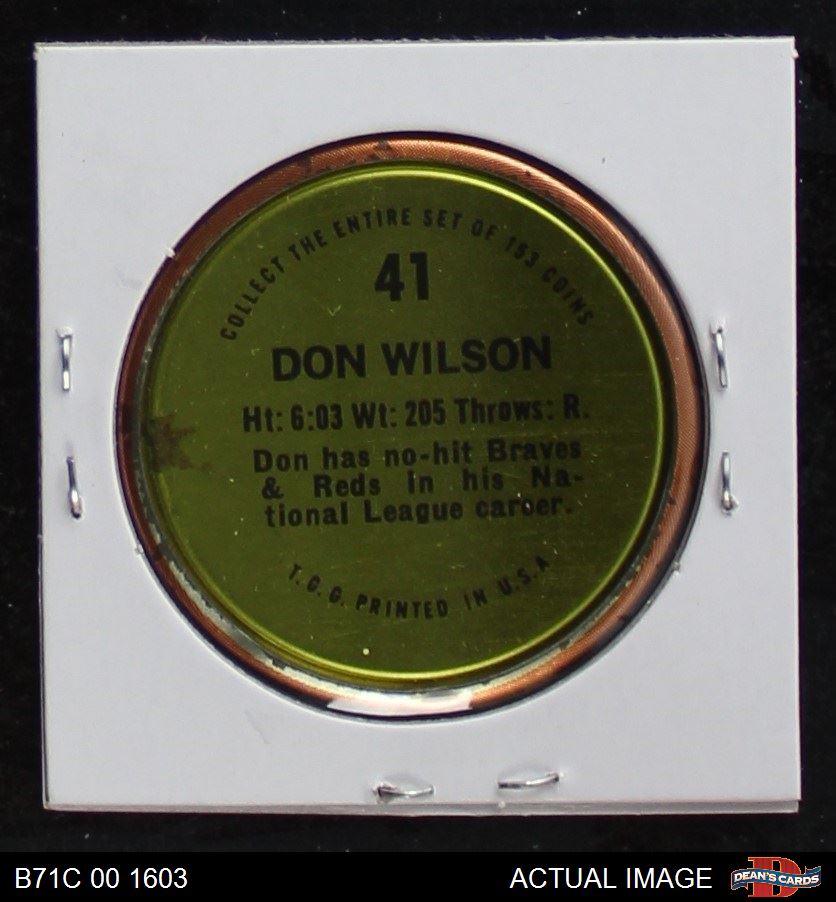 COLLECT THE ENTIRE SET OF 153 COINS
41
DON WILSON
Ht: 6:03 Wt: 205 Throws: R.
Don has no-hit Braves
& Reds in his Na-
tional League career.
T.C.G. PRINTED IN U.S.A
B71C 00 1603
ACTUAL IMAGE
D
DEAN'S CARDS